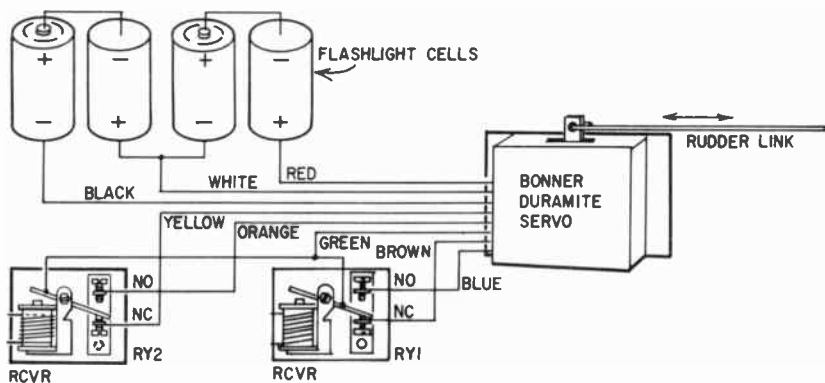 + − + −
FLASHLIGHT CELLS
− + − +
RED
RUDDER LINK
WHITE
BLACK
BONNER
DURAMITE
SERVO
YELLOW
ORANGE
GREEN
BROWN
BLUE
NO
NC
RY2
RCVR
NO
NC
RY1
RCVR